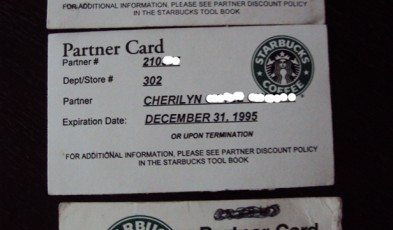 FOR ADDITIONAL INFORMATION, PLEASE SEE PARTNER DISCOUNT POLICY
IN THE STARBUCKS TOOL BOOK
Partner Card
Partner # 210
Dept/Store # 302
Partner CHERILYN
Expiration Date: DECEMBER 31, 1995
OR UPON TERMINATION
FOR ADDITIONAL INFORMATION, PLEASE SEE PARTNER DISCOUNT POLICY
IN THE STARBUCKS TOOL BOOK
STARBUCKS
COFFEE
RBUC
Partner Card